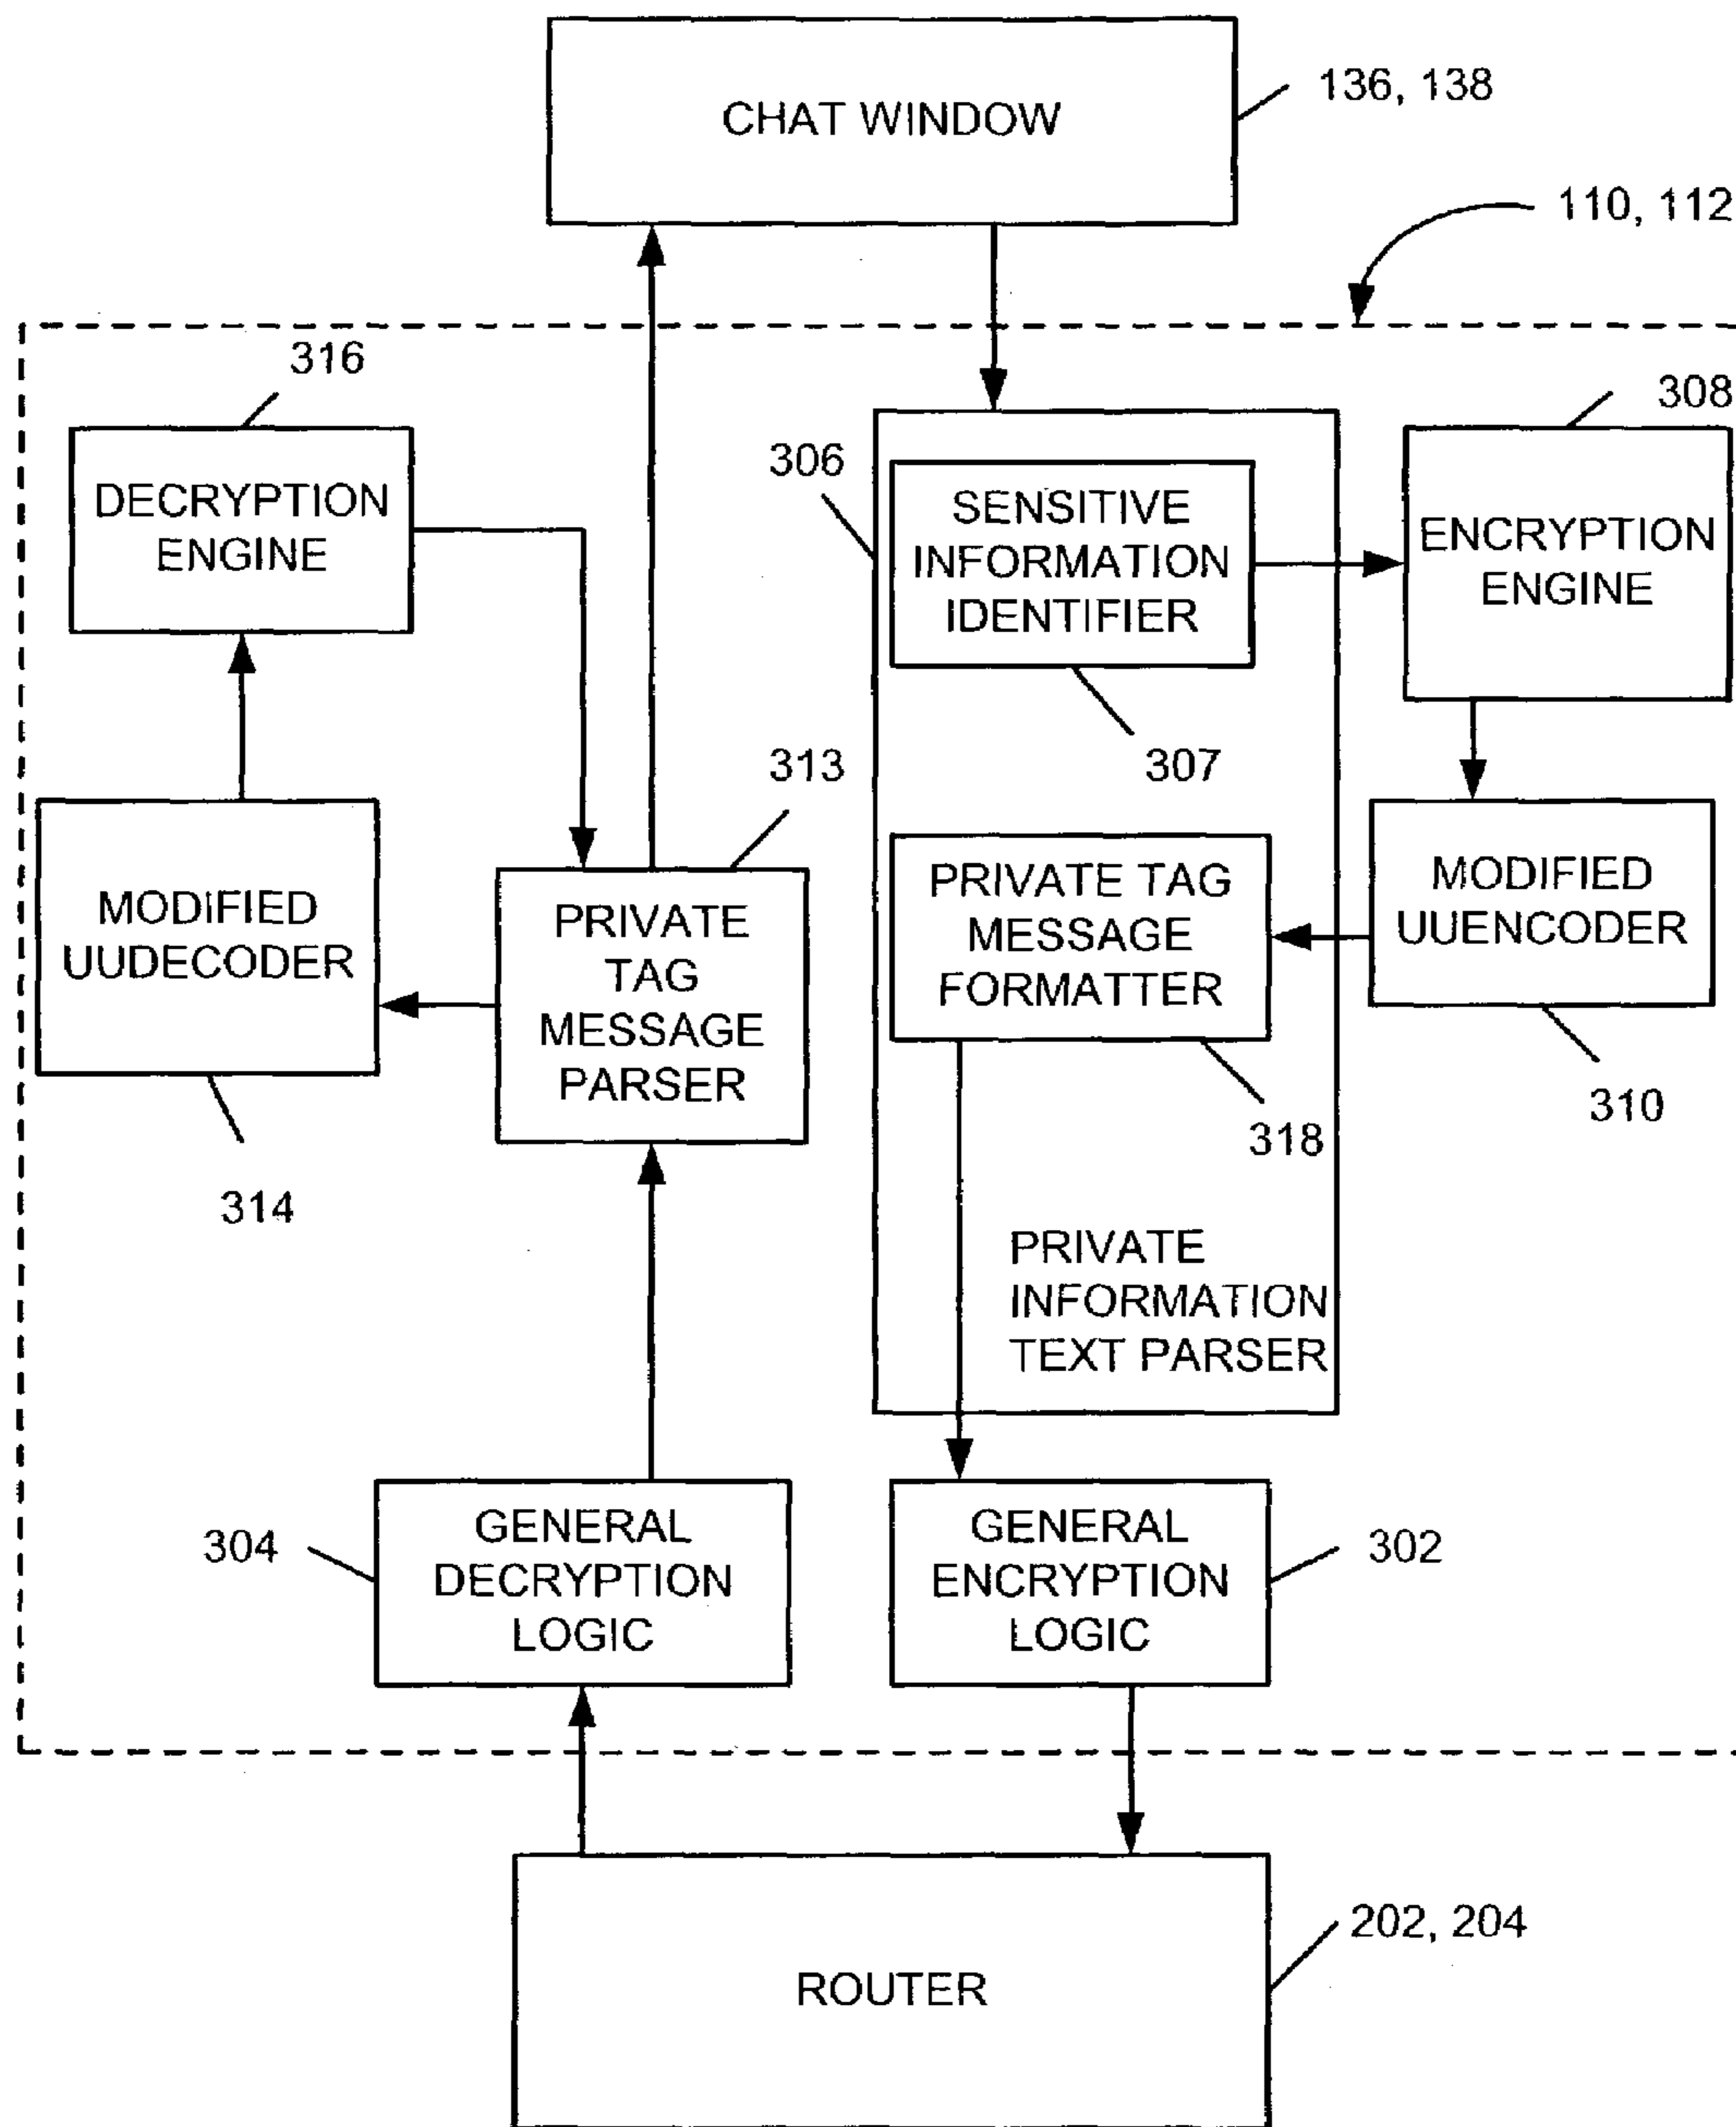 CHAT WINDOW
136, 138
110, 112
316
DECRYPTION
ENGINE
306
SENSITIVE
INFORMATION
IDENTIFIER
307
308
ENCRYPTION
ENGINE
313
MODIFIED
UUDECODER
314
PRIVATE
TAG
MESSAGE
PARSER
PRIVATE TAG
MESSAGE
FORMATTER
318
MODIFIED
UUENCODER
310
PRIVATE
INFORMATION
TEXT PARSER
304
GENERAL
DECRYPTION
LOGIC
GENERAL
ENCRYPTION
LOGIC
302
ROUTER
202, 204